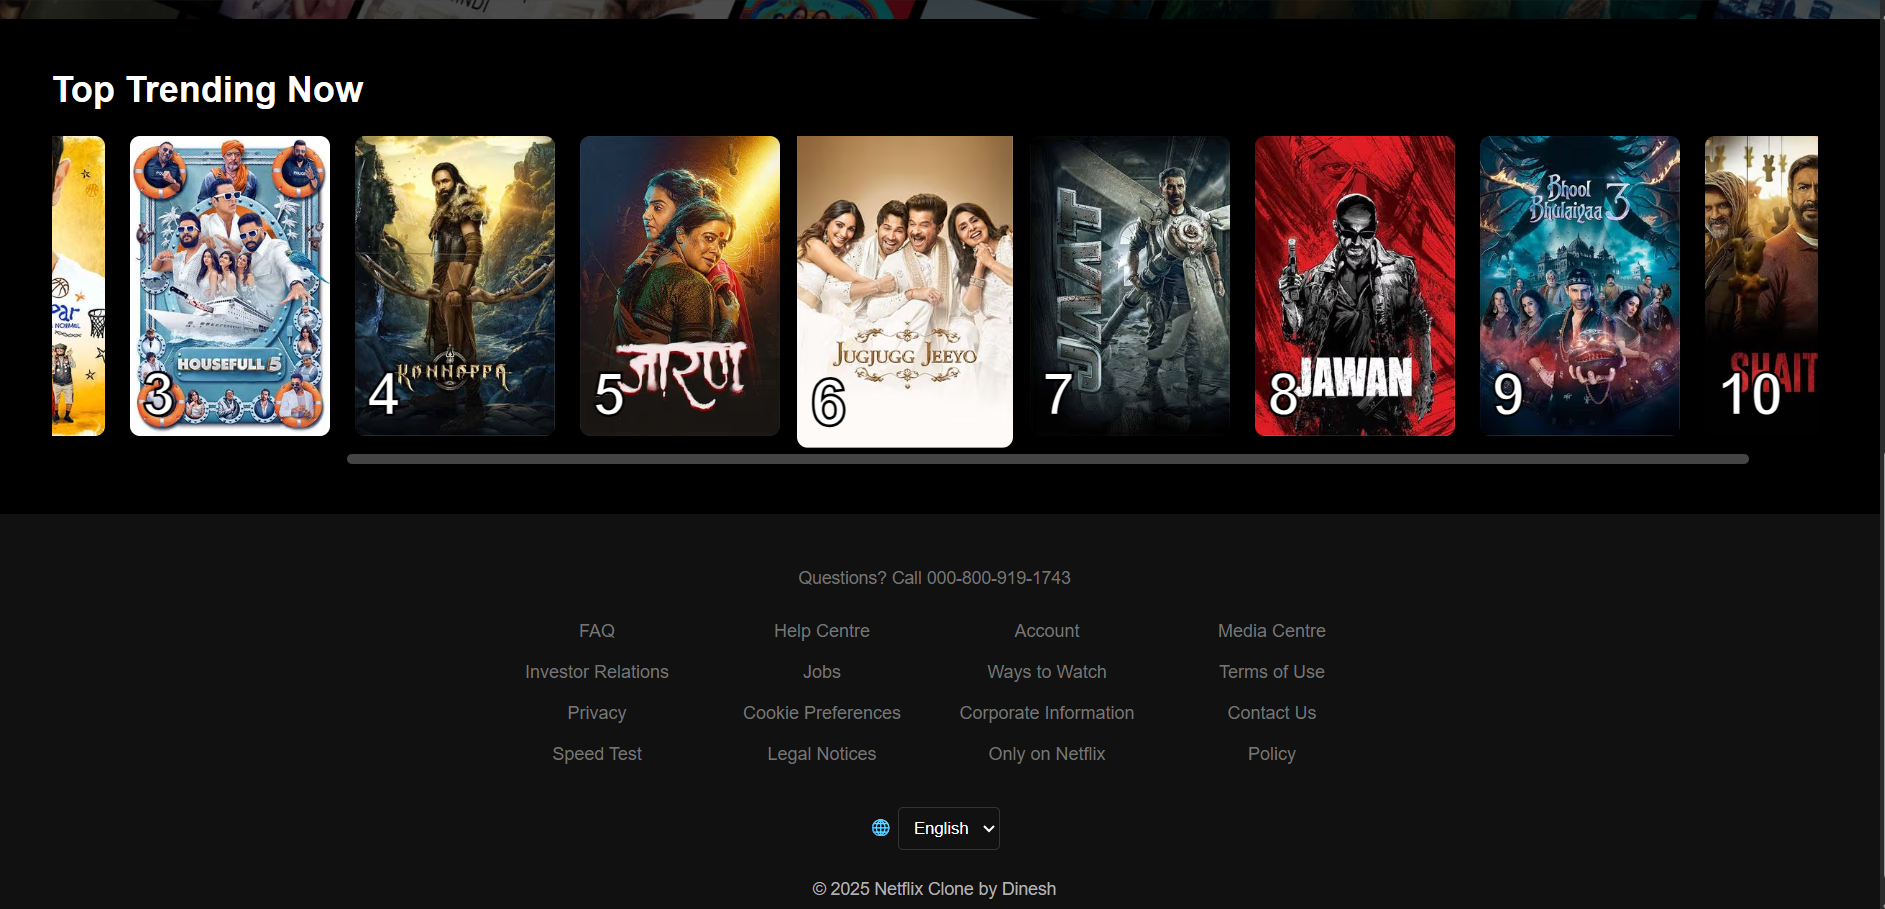 Top Trending Now
HOUSEFULL 5
3
KANNAPPA
4
जारण
5
JUGJUGG JEEYO
6
JAAT
7
JAWAN
8
Bhool
Bhulaiyaa 3
9
SHAIT
10
Questions? Call 000-800-919-1743
FAQ
Help Centre
Account
Media Centre
Investor Relations
Jobs
Ways to Watch
Terms of Use
Privacy
Cookie Preferences
Corporate Information
Contact Us
Speed Test
Legal Notices
Only on Netflix
Policy
English
© 2025 Netflix Clone by Dinesh